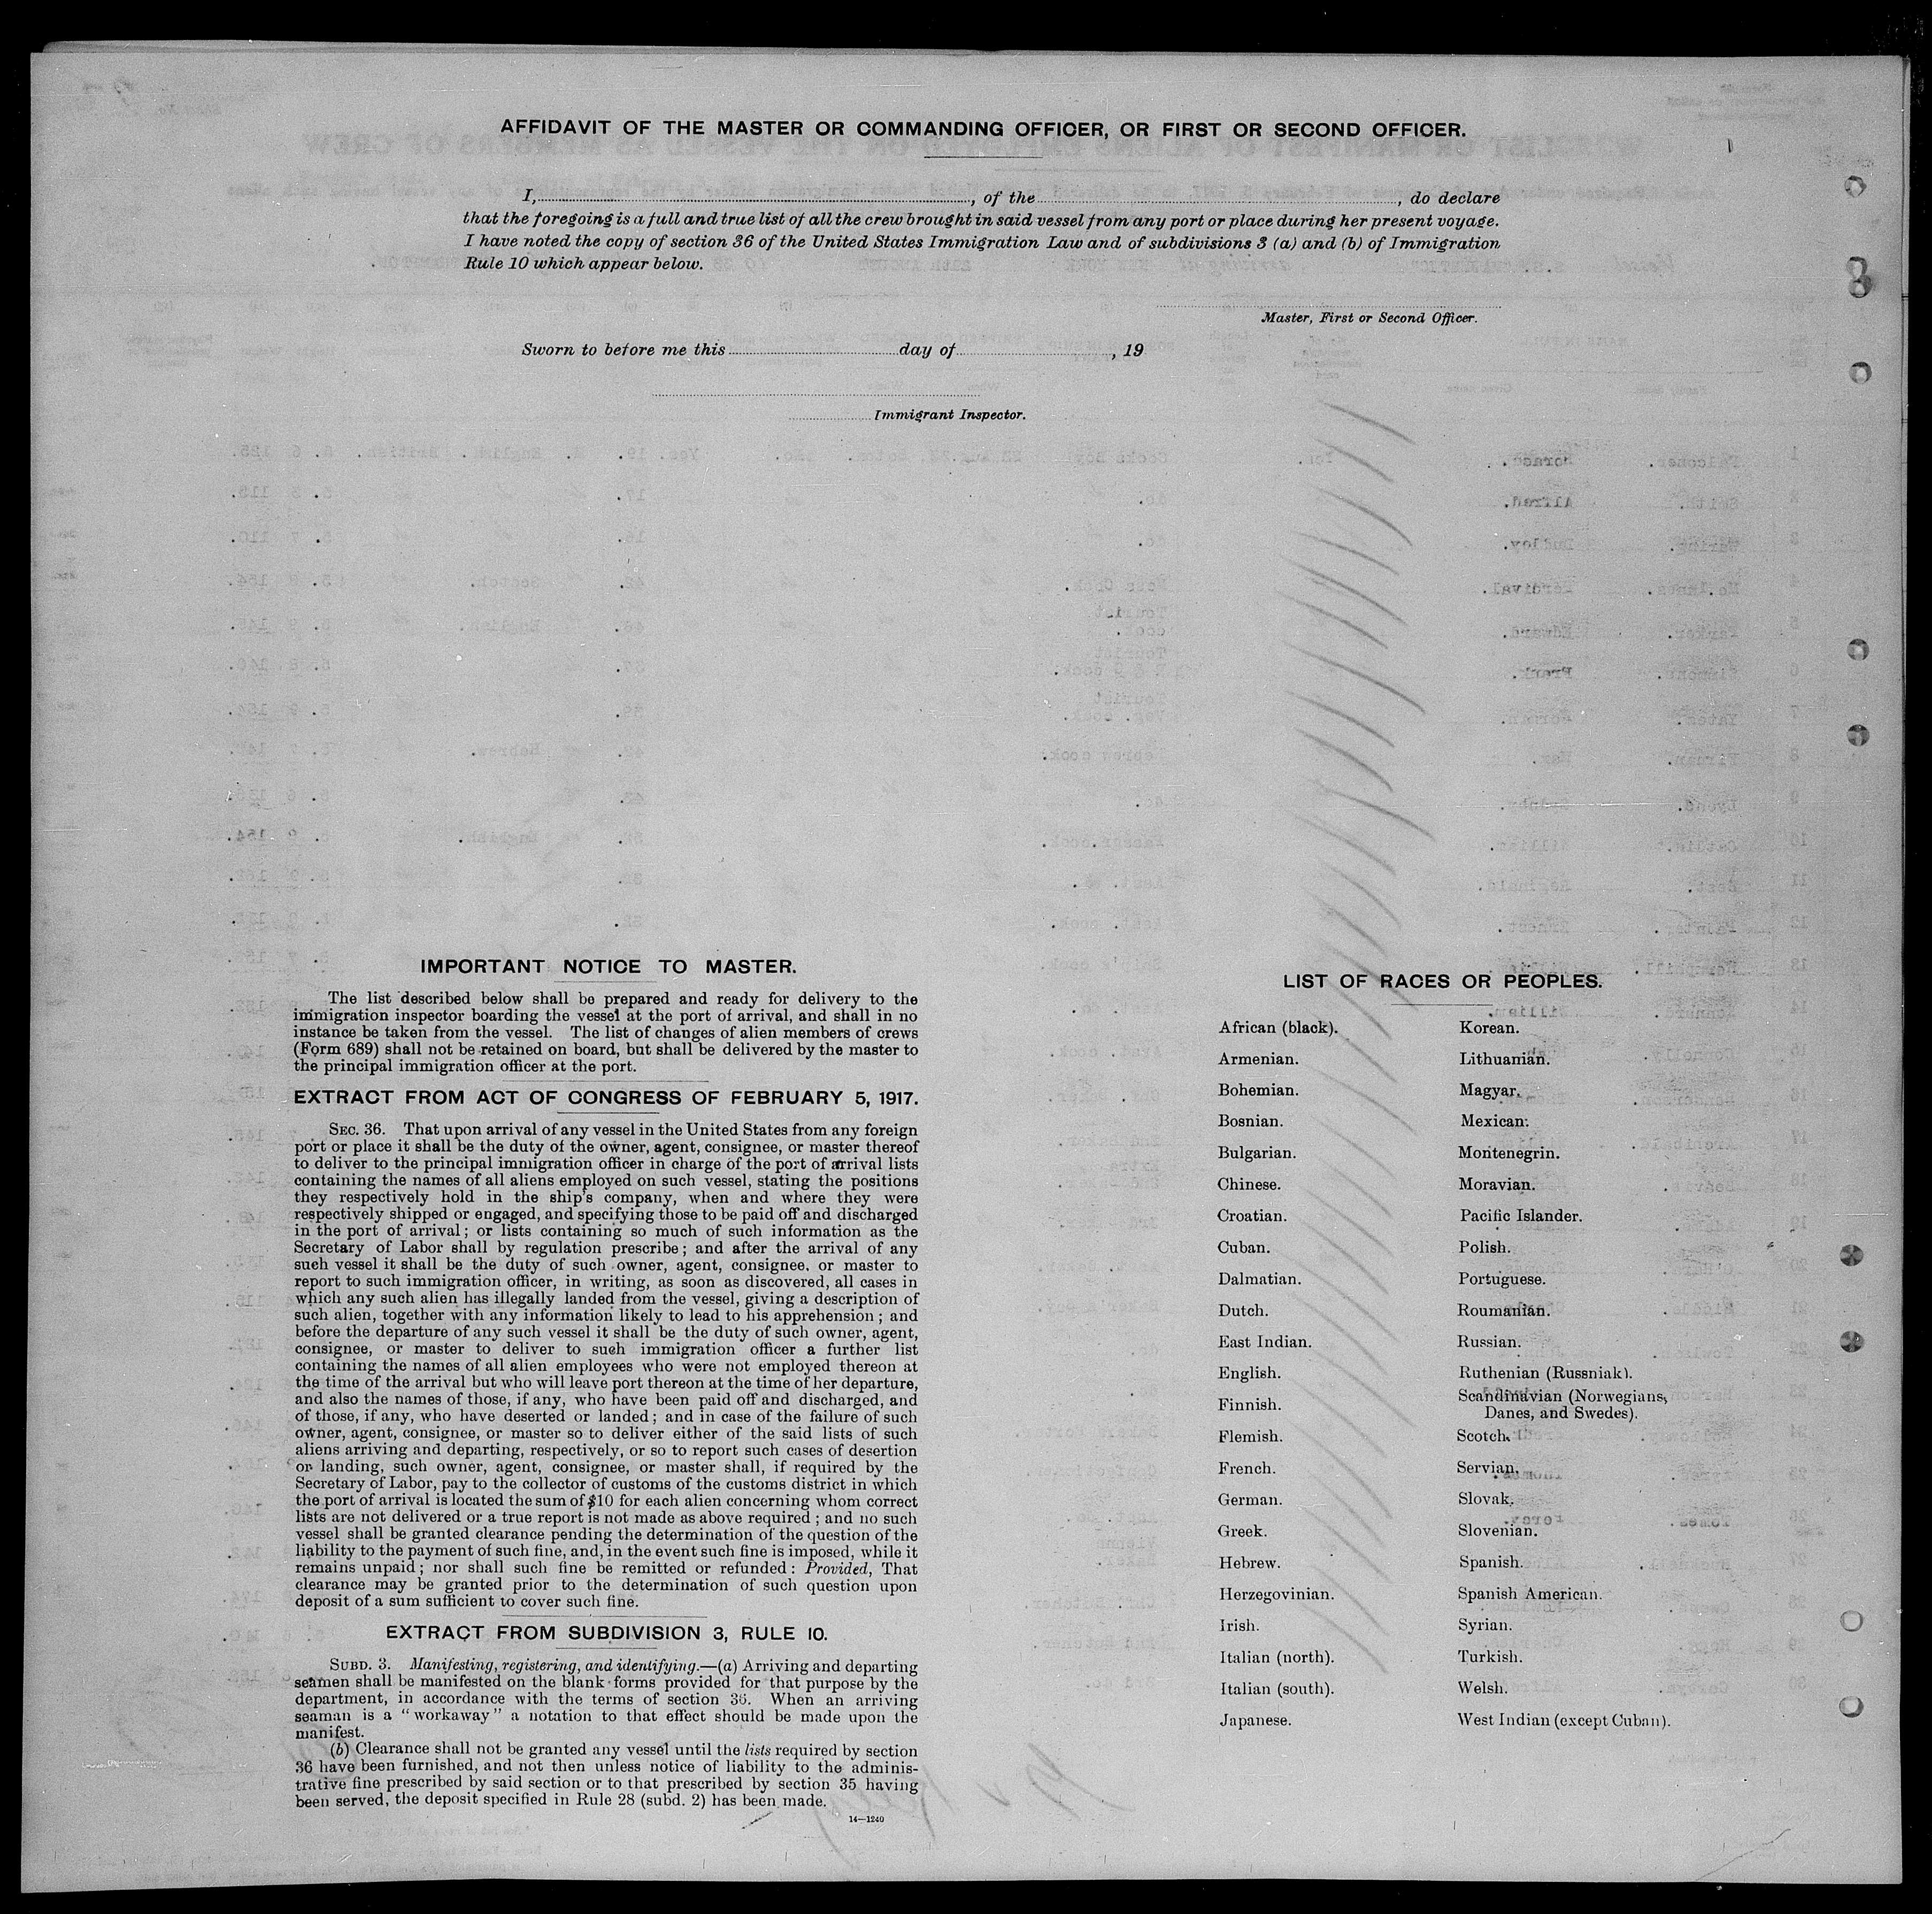 AFFIDAVIT OF THE MASTER OR COMMANDING OFFICER, OR FIRST OR SECOND OFFICER.
I, , of the , do declare
that the foregoing is a full and true list of all the crew brought in said vessel from any port or place during her present voyage.
I have noted the copy of section 36 of the United States Immigration Law and of subdivisions 3 (a) and (b) of Immigration
Rule 10 which appear below.
Master, First or Second Officer.
Sworn to before me this day of , 19
Immigrant Inspector.
IMPORTANT NOTICE TO MASTER.
The list described below shall be prepared and ready for delivery to the
immigration inspector boarding the vessel at the port of arrival, and shall in no
instance be taken from the vessel. The list of changes of alien members of crews
(Form 689) shall not be retained on board, but shall be delivered by the master to
the principal immigration officer at the port.
EXTRACT FROM ACT OF CONGRESS OF FEBRUARY 5, 1917.
SEC. 36. That upon arrival of any vessel in the United States from any foreign
port or place it shall be the duty of the owner, agent, consignee, or master thereof
to deliver to the principal immigration officer in charge of the port of arrival lists
containing the names of all aliens employed on such vessel, stating the positions
they respectively hold in the ship's company, when and where they were
respectively shipped or engaged, and specifying those to be paid off and discharged
in the port of arrival; or lists containing so much of such information as the
Secretary of Labor shall by regulation prescribe; and after the arrival of any
such vessel it shall be the duty of such owner, agent, consignee, or master to
report to such immigration officer, in writing, as soon as discovered, all cases in
which any such alien has illegally landed from the vessel, giving a description of
such alien, together with any information likely to lead to his apprehension; and
before the departure of any such vessel it shall be the duty of such owner, agent,
consignee, or master to deliver to such immigration officer a further list
containing the names of all alien employees who were not employed thereon at
the time of the arrival but who will leave port thereon at the time of her departure,
and also the names of those, if any, who have been paid off and discharged, and
of those, if any, who have deserted or landed; and in case of the failure of such
owner, agent, consignee, or master so to deliver either of the said lists of such
aliens arriving and departing, respectively, or so to report such cases of desertion
or landing, such owner, agent, consignee, or master shall, if required by the
Secretary of Labor, pay to the collector of customs of the customs district in which
the port of arrival is located the sum of $10 for each alien concerning whom correct
lists are not delivered or a true report is not made as above required; and no such
vessel shall be granted clearance pending the determination of the question of the
liability to the payment of such fine, and, in the event such fine is imposed, while it
remains unpaid; nor shall such fine be remitted or refunded: Provided, That
clearance may be granted prior to the determination of such question upon
deposit of a sum sufficient to cover such fine.
EXTRACT FROM SUBDIVISION 3, RULE 10.
SUBD. 3. Manifesting, registering, and identifying.—(a) Arriving and departing
seamen shall be manifested on the blank forms provided for that purpose by the
department, in accordance with the terms of section 36. When an arriving
seaman is a "workaway" a notation to that effect should be made upon the
manifest.
(b) Clearance shall not be granted any vessel until the lists required by section
36 have been furnished, and not then unless notice of liability to the adminis-
trative fine prescribed by said section or to that prescribed by section 35 having
been served, the deposit specified in Rule 28 (subd. 2) has been made.
14—1240
LIST OF RACES OR PEOPLES.
African (black).
Armenian.
Bohemian.
Bosnian.
Bulgarian.
Chinese.
Croatian.
Cuban.
Dalmatian.
Dutch.
East Indian.
English.
Finnish.
Flemish.
French.
German.
Greek.
Hebrew.
Herzegovinian.
Irish.
Italian (north).
Italian (south).
Japanese.
Korean.
Lithuanian.
Magyar.
Mexican.
Montenegrin.
Moravian.
Pacific Islander.
Polish.
Portuguese.
Roumanian.
Russian.
Ruthenian (Russniak).
Scandinavian (Norwegians,
Danes, and Swedes).
Scotch.
Servian.
Slovak.
Slovenian.
Spanish.
Spanish American.
Syrian.
Turkish.
Welsh.
West Indian (except Cuban).